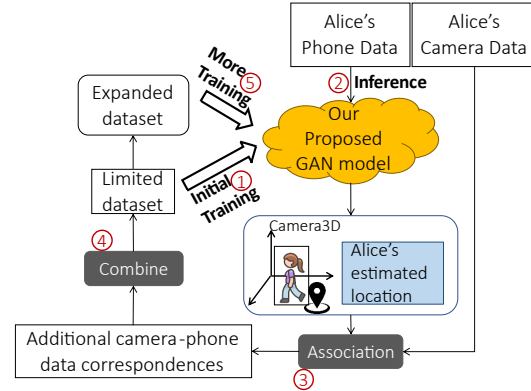 Alice's
Phone Data
Alice's
Camera Data
More
Training
5
2
Inference
Expanded
dataset
Our
Proposed
GAN model
Limited
dataset
Initial
Training
1
4
Combine
Camera3D
Alice's
estimated
location
Additional camera-phone
data correspondences
Association
3